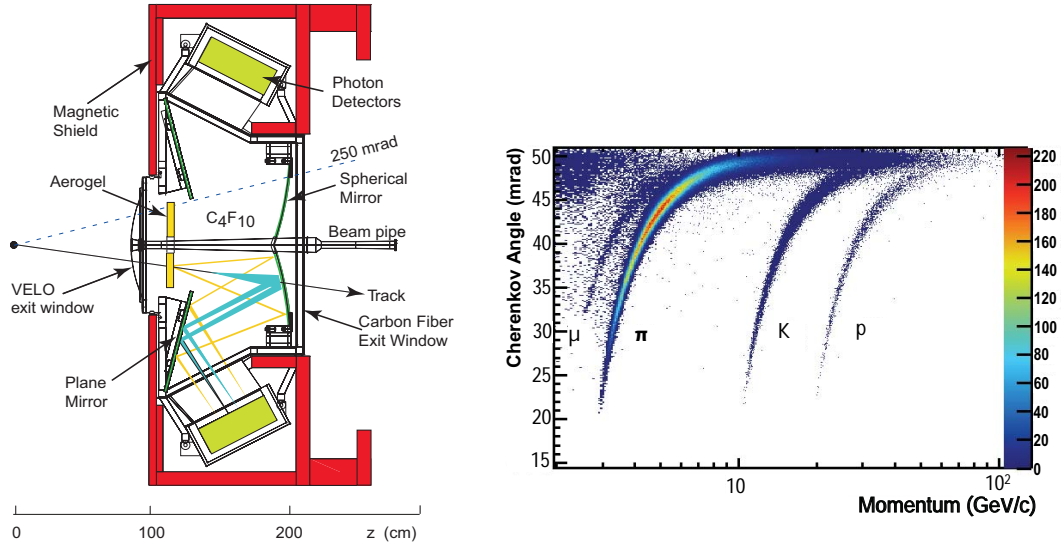 Photon
Detectors
Magnetic
Shield
250 mrad
Aerogel
Spherical
Mirror
C4F10
Beam pipe
VELO
exit window
Track
Carbon Fiber
Exit Window
Plane
Mirror
0
100
200
z (cm)
Cherenkov Angle (mrad)
50
45
40
35
30
25
20
15
μ
π
K
p
10
10²
Momentum (GeV/c)
220
200
180
160
140
120
100
80
60
40
20
0